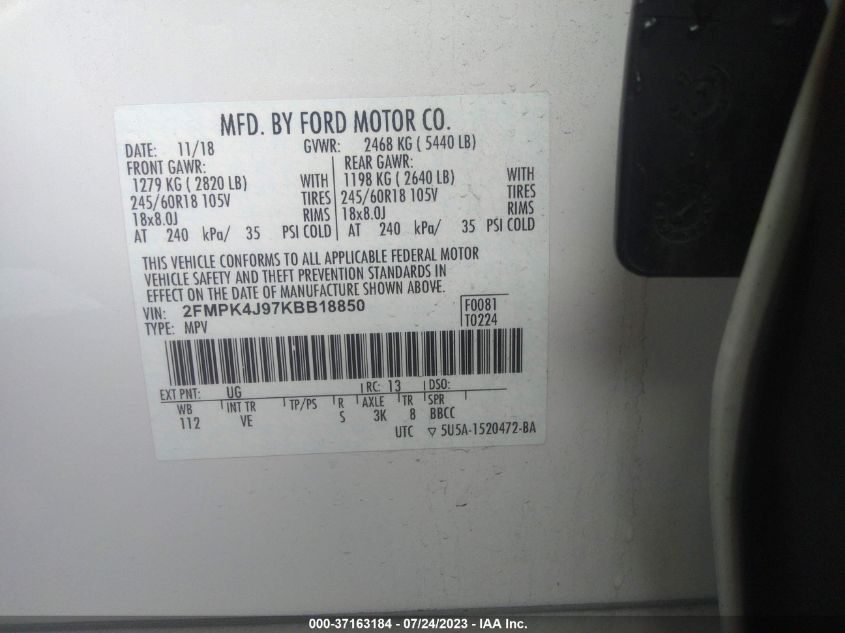 MFD. BY FORD MOTOR CO.
DATE: 11/18 GVWR: 2468 KG ( 5440 LB)
FRONT GAWR: REAR GAWR:
1279 KG ( 2820 LB) WITH 1198 KG ( 2640 LB) WITH
245/60R18 105V TIRES 245/60R18 105V TIRES
18x8.0J RIMS 18x8.0J RIMS
AT 240 kPa/ 35 PSI COLD AT 240 kPa/ 35 PSI COLD
THIS VEHICLE CONFORMS TO ALL APPLICABLE FEDERAL MOTOR
VEHICLE SAFETY AND THEFT PREVENTION STANDARDS IN
EFFECT ON THE DATE OF MANUFACTURE SHOWN ABOVE.
VIN: 2FMPK4J97KBB18850 F0081
TYPE: MPV T0224
EXT PNT: UG RC: 13 DSO:
WB INT TR TP/PS R AXLE TR SPR
112 VE S 3K 8 BBCC
UTC ▽ 5U5A-1520472-BA
000-37163184 - 07/24/2023 - IAA Inc.